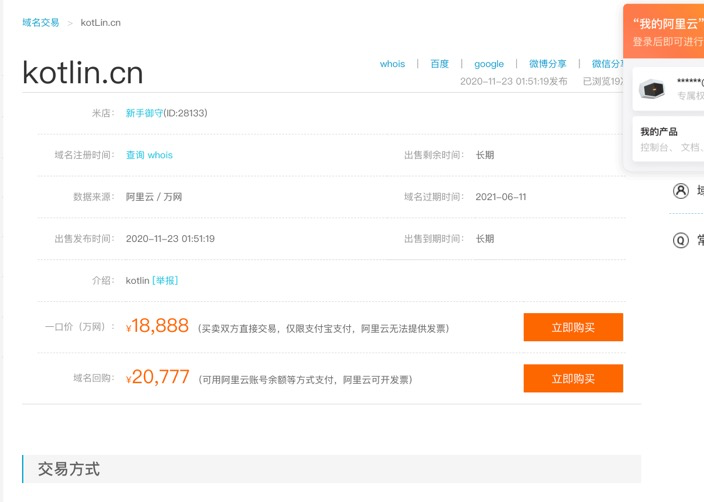 域名交易 > kotLin.cn
"我的阿里云"
登录后即可进行
kotlin.cn
whois | 百度 | google | 微博分享 | 微信分
2020-11-23 01:51:19发布 已浏览19
******@
专属权
米店: 新手御守(ID:28133)
我的产品
控制台、文档、
域名注册时间: 查询 whois 出售剩余时间: 长期
数据来源: 阿里云 / 万网 域名过期时间: 2021-06-11
域
出售发布时间: 2020-11-23 01:51:19 出售到期时间: 长期
常
介绍: kotlin [举报]
一口价(万网): ¥18,888 (买卖双方直接交易,仅限支付宝支付,阿里云无法提供发票) 立即购买
域名回购: ¥20,777 (可用阿里云账号余额等方式支付,阿里云可开发票) 立即购买
交易方式